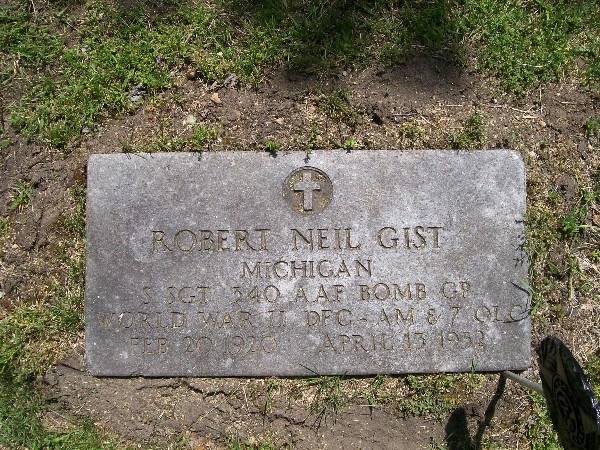 ROBERT NEIL GIST
MICHIGAN
S SGT 340 AAF BOMB GP
WORLD WAR II DFC-AM & 7 OLC
FEB 20 1920 APRIL 13 1952